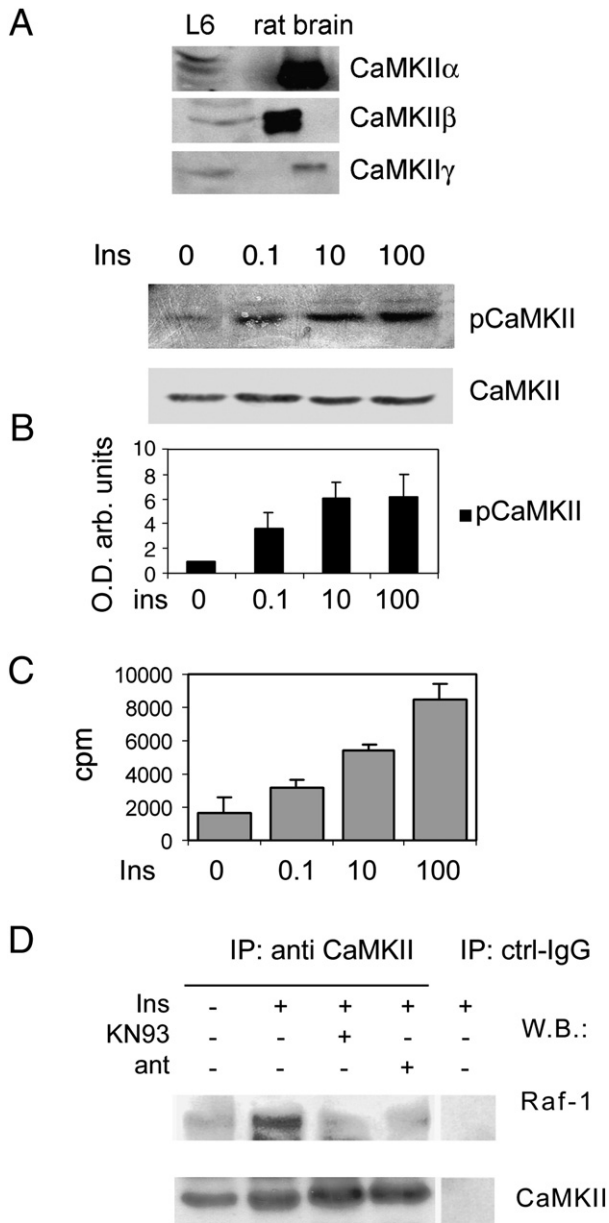 A
L6 rat brain
CaMKIIα
CaMKIIβ
CaMKIIγ
Ins 0 0.1 10 100
pCaMKII
CaMKII
B
10
8
6
4
2
0
O.D. arb. units
pCaMKII
ins 0 0.1 10 100
C
10000
8000
6000
4000
2000
0
cpm
Ins 0 0.1 10 100
D
IP: anti CaMKII IP: ctrl-IgG
Ins - + + + +
KN93 - - + - -
ant - - - + -
W.B.:
Raf-1
CaMKII